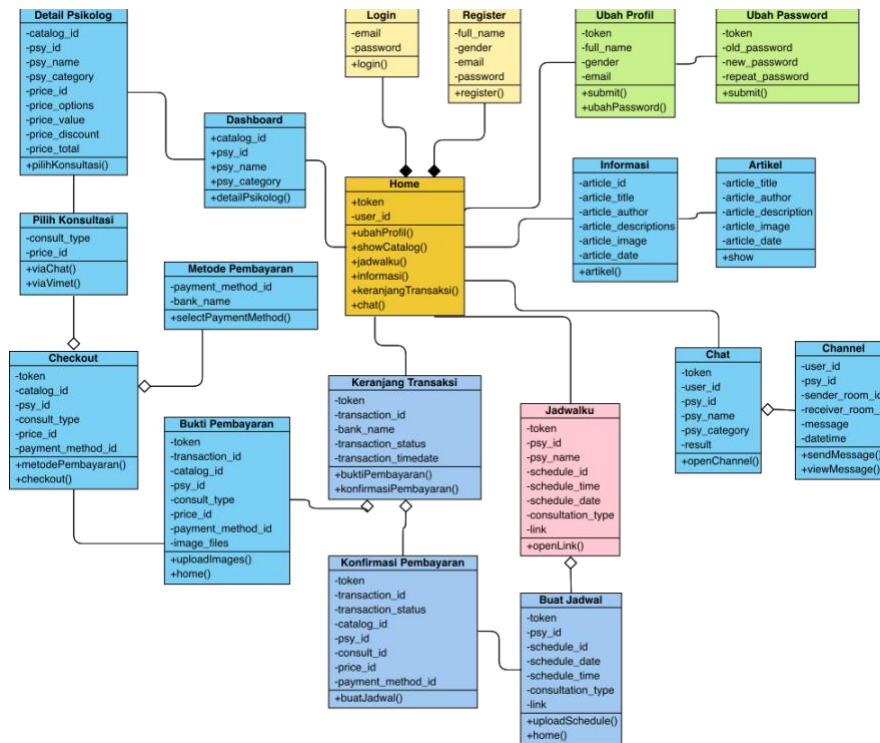 Detail Psikolog
-catalog_id
-psy_id
-psy_name
-psy_category
-price_id
-price_options
-price_value
-price_discount
-price_total
+pilihKonsultasi()
Login
-email
-password
+login()
Register
-full_name
-gender
-email
-password
+register()
Ubah Profil
-token
-full_name
-gender
-email
+submit()
+ubahPassword()
Ubah Password
-token
-old_password
-new_password
-repeat_password
+submit()
Dashboard
+catalog_id
+psy_id
+psy_name
+psy_category
+detailPsikolog()
Home
+token
-user_id
+ubahProfil()
+showCatalog()
+jadwalku()
+informasi()
+keranjangTransaksi()
+chat()
Informasi
-article_id
-article_title
-article_author
-article_descriptions
-article_image
-article_date
+artikel()
Artikel
-article_title
-article_author
-article_description
-article_image
-article_date
+show
Pilih Konsultasi
-consult_type
-price_id
+viaChat()
+viaVimet()
Metode Pembayaran
-payment_method_id
-bank_name
+selectPaymentMethod()
Checkout
-token
-catalog_id
-psy_id
-consult_type
-price_id
-payment_method_id
+metodePembayaran()
+checkout()
Bukti Pembayaran
-token
-transaction_id
-catalog_id
-psy_id
-consult_type
-price_id
-payment_method_id
-image_files
+uploadImages()
+home()
Keranjang Transaksi
-token
-transaction_id
-bank_name
-transaction_status
-transaction_timedate
+buktiPembayaran()
+konfirmasiPembayaran()
Jadwalku
-token
-psy_id
-psy_name
-schedule_id
-schedule_time
-schedule_date
-consultation_type
-link
+openLink()
Chat
-token
-user_id
-psy_id
-psy_name
-psy_category
-result
+openChannel()
Channel
-user_id
-psy_id
-sender_room_id
-receiver_room_
-message
-datetime
+sendMessage()
+viewMessage()
Konfirmasi Pembayaran
-token
-transaction_id
-transaction_status
-catalog_id
-psy_id
-consult_id
-price_id
-payment_method_id
+buatJadwal()
Buat Jadwal
-token
-psy_id
-schedule_id
-schedule_date
-schedule_time
-consultation_type
-link
+uploadSchedule()
+home()